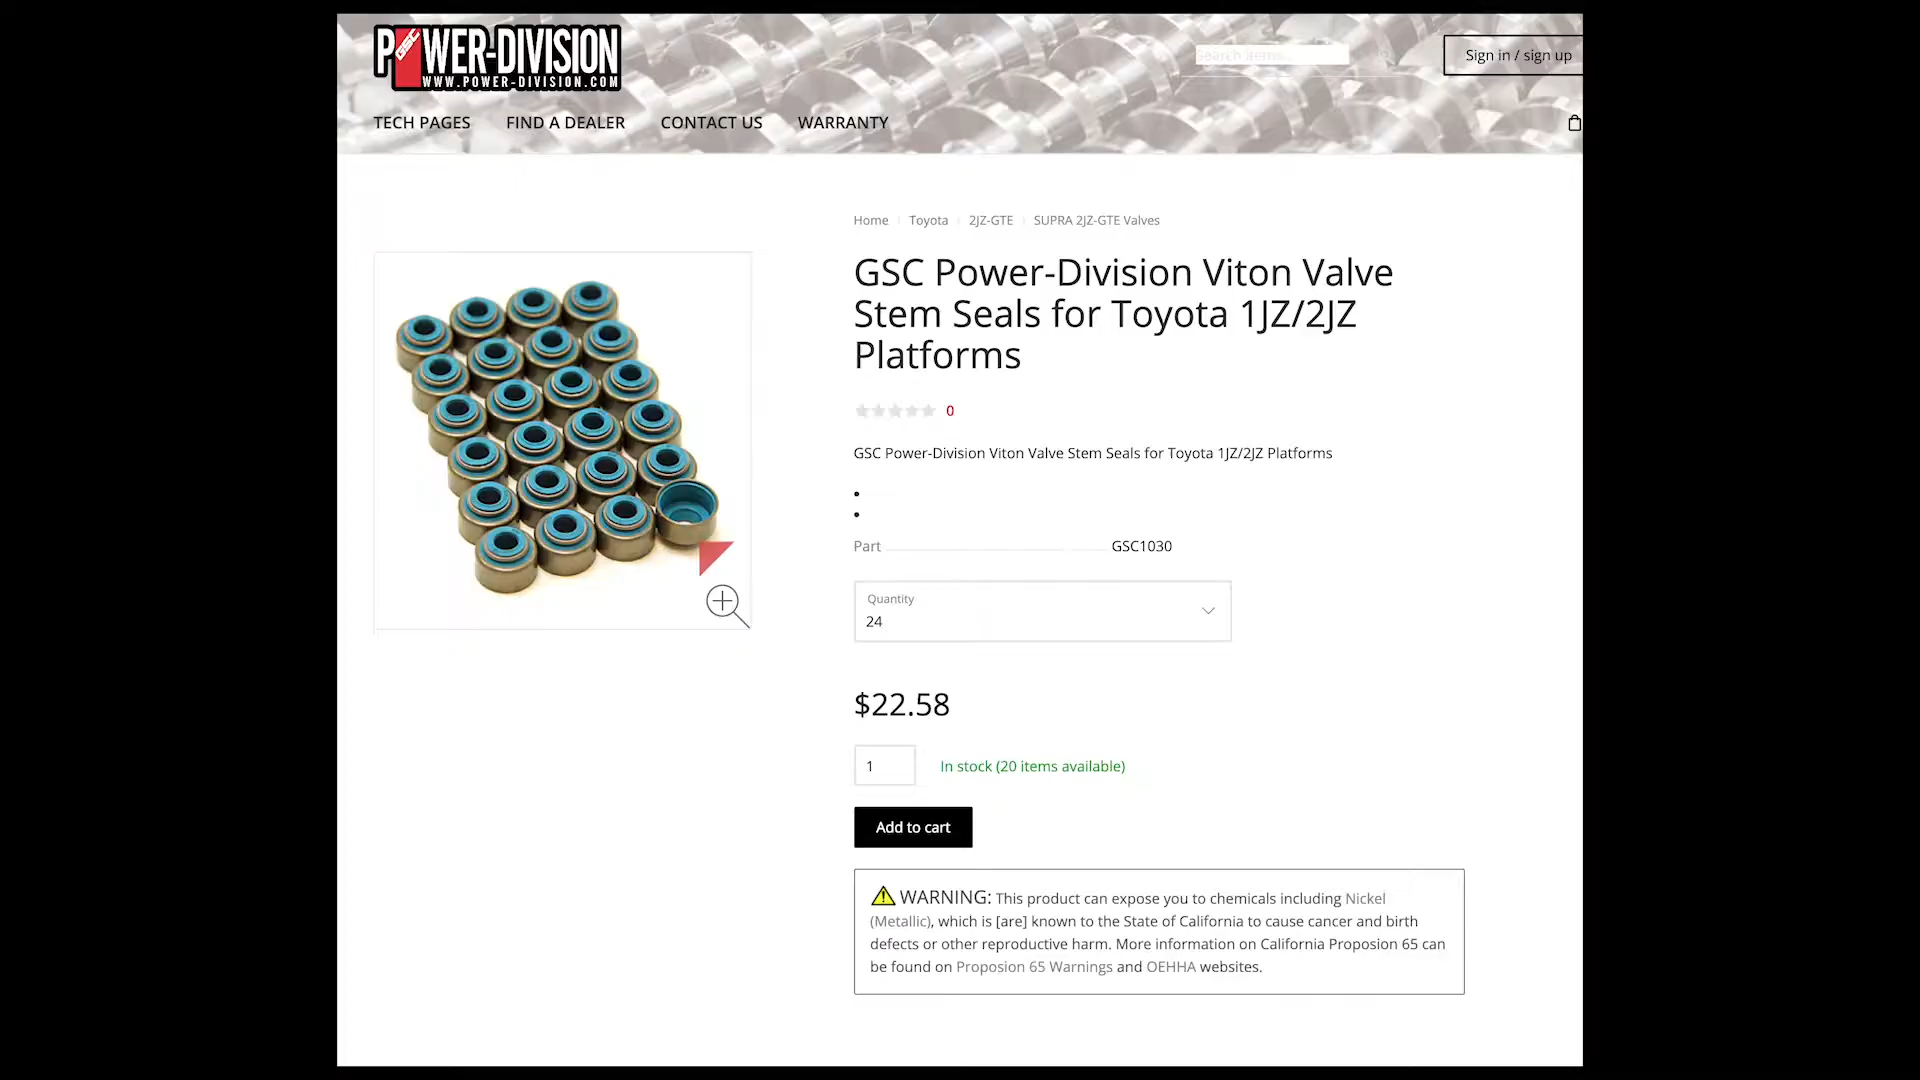 GSC
POWER-DIVISION
WWW.POWER-DIVISION.COM
Search items...
Sign in / sign up
TECH PAGES FIND A DEALER CONTACT US WARRANTY
Home Toyota 2JZ-GTE SUPRA 2JZ-GTE Valves
GSC Power-Division Viton Valve
Stem Seals for Toyota 1JZ/2JZ
Platforms
0
GSC Power-Division Viton Valve Stem Seals for Toyota 1JZ/2JZ Platforms
Part GSC1030
Quantity
24
$22.58
1 In stock (20 items available)
Add to cart
WARNING: This product can expose you to chemicals including Nickel
(Metallic), which is [are] known to the State of California to cause cancer and birth
defects or other reproductive harm. More information on California Proposion 65 can
be found on Proposion 65 Warnings and OEHHA websites.